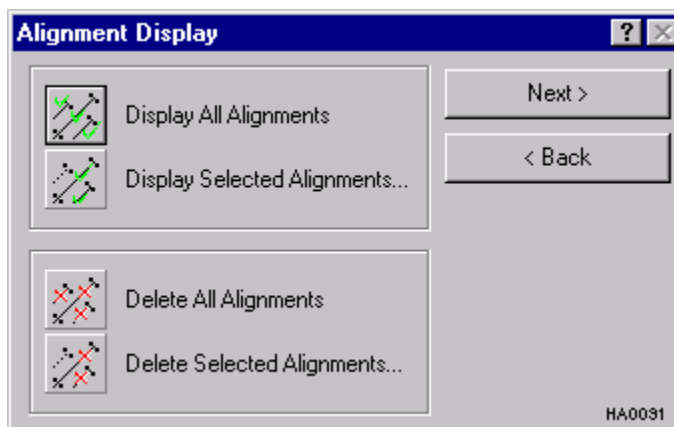 Alignment Display
Display All Alignments
Next >
Display Selected Alignments...
< Back
Delete All Alignments
Delete Selected Alignments...
HA0091